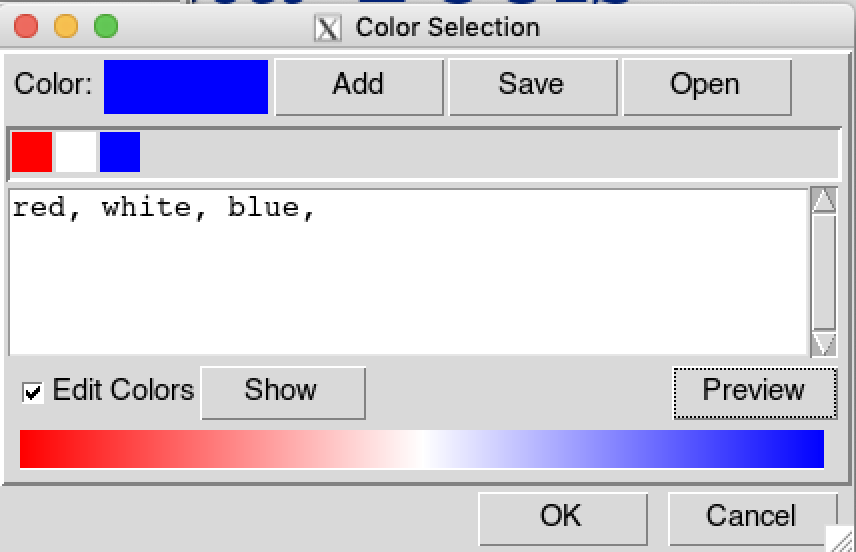 Color Selection
Color: Add Save Open
red, white, blue,
Edit Colors Show Preview
OK Cancel